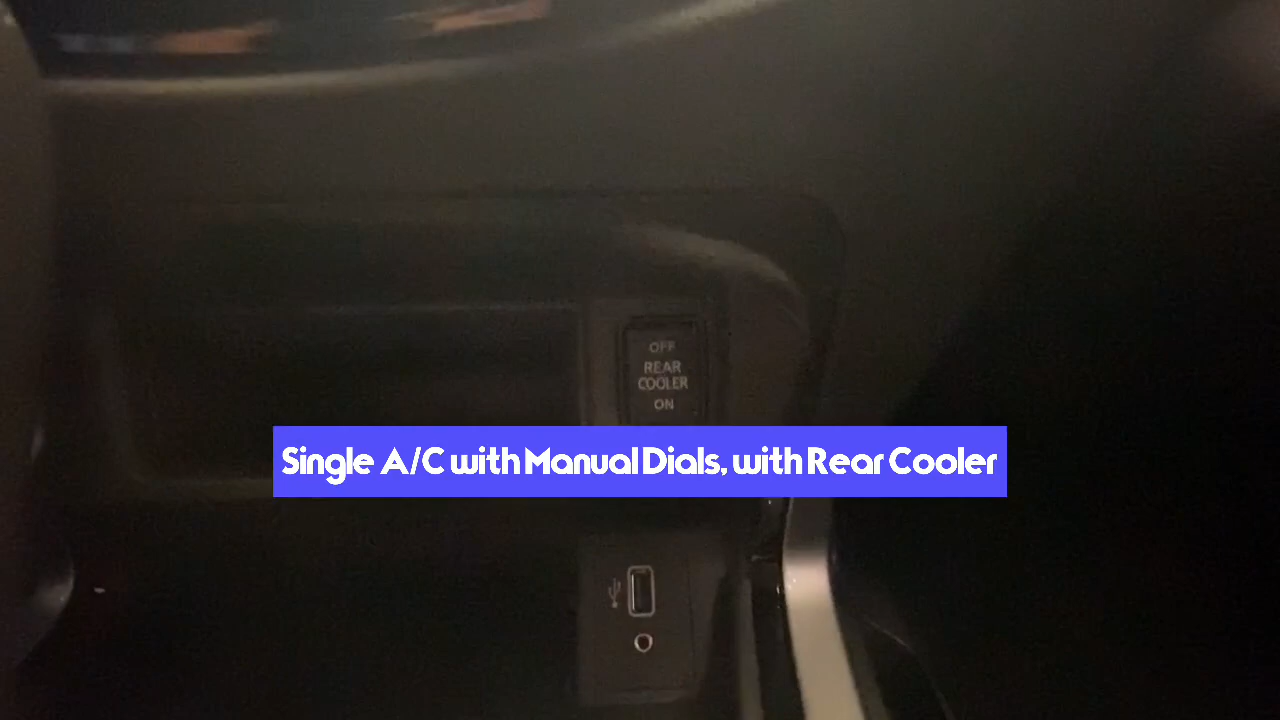 OFF
REAR
COOLER
ON
Single A/C with Manual Dials, with Rear Cooler